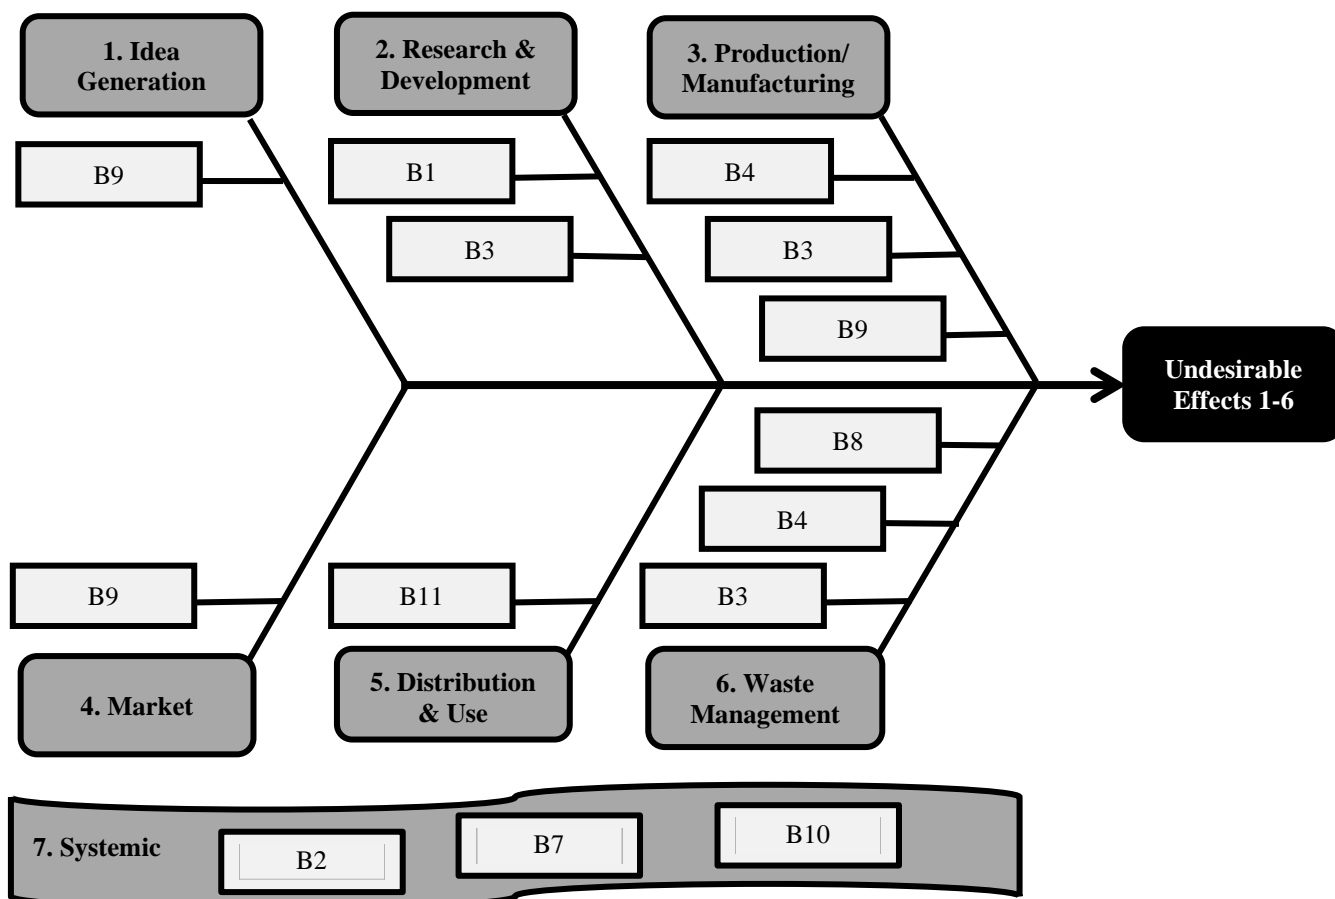 1. Idea
Generation
2. Research &
Development
3. Production/
Manufacturing
B9
B1
B4
B3
B3
B9
Undesirable
Effects 1-6
B8
B4
B9
B11
B3
4. Market
5. Distribution
& Use
6. Waste
Management
7. Systemic
B2
B7
B10